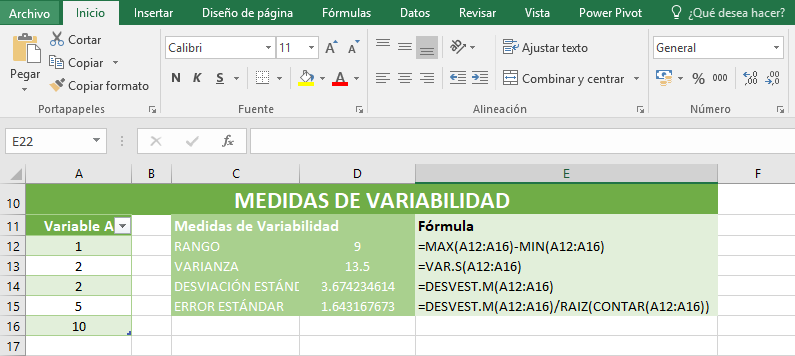 Archivo Inicio Insertar Diseño de página Fórmulas Datos Revisar Vista Power Pivot ¿Qué desea hacer?
Pegar
Cortar
Copiar
Copiar formato
Portapapeles
Calibri 11 A A
N K S A
Fuente
ab
Ajustar texto
Combinar y centrar
Alineación
General
% 000
Número
E22 fx
A B C D E F
10 MEDIDAS DE VARIABILIDAD
11 Variable A Medidas de Variabilidad Fórmula
12 1 RANGO 9 =MAX(A12:A16)-MIN(A12:A16)
13 2 VARIANZA 13.5 =VAR.S(A12:A16)
14 2 DESVIACIÓN ESTÁND 3.674234614 =DESVEST.M(A12:A16)
15 5 ERROR ESTÁNDAR 1.643167673 =DESVEST.M(A12:A16)/RAIZ(CONTAR(A12:A16))
16 10
17